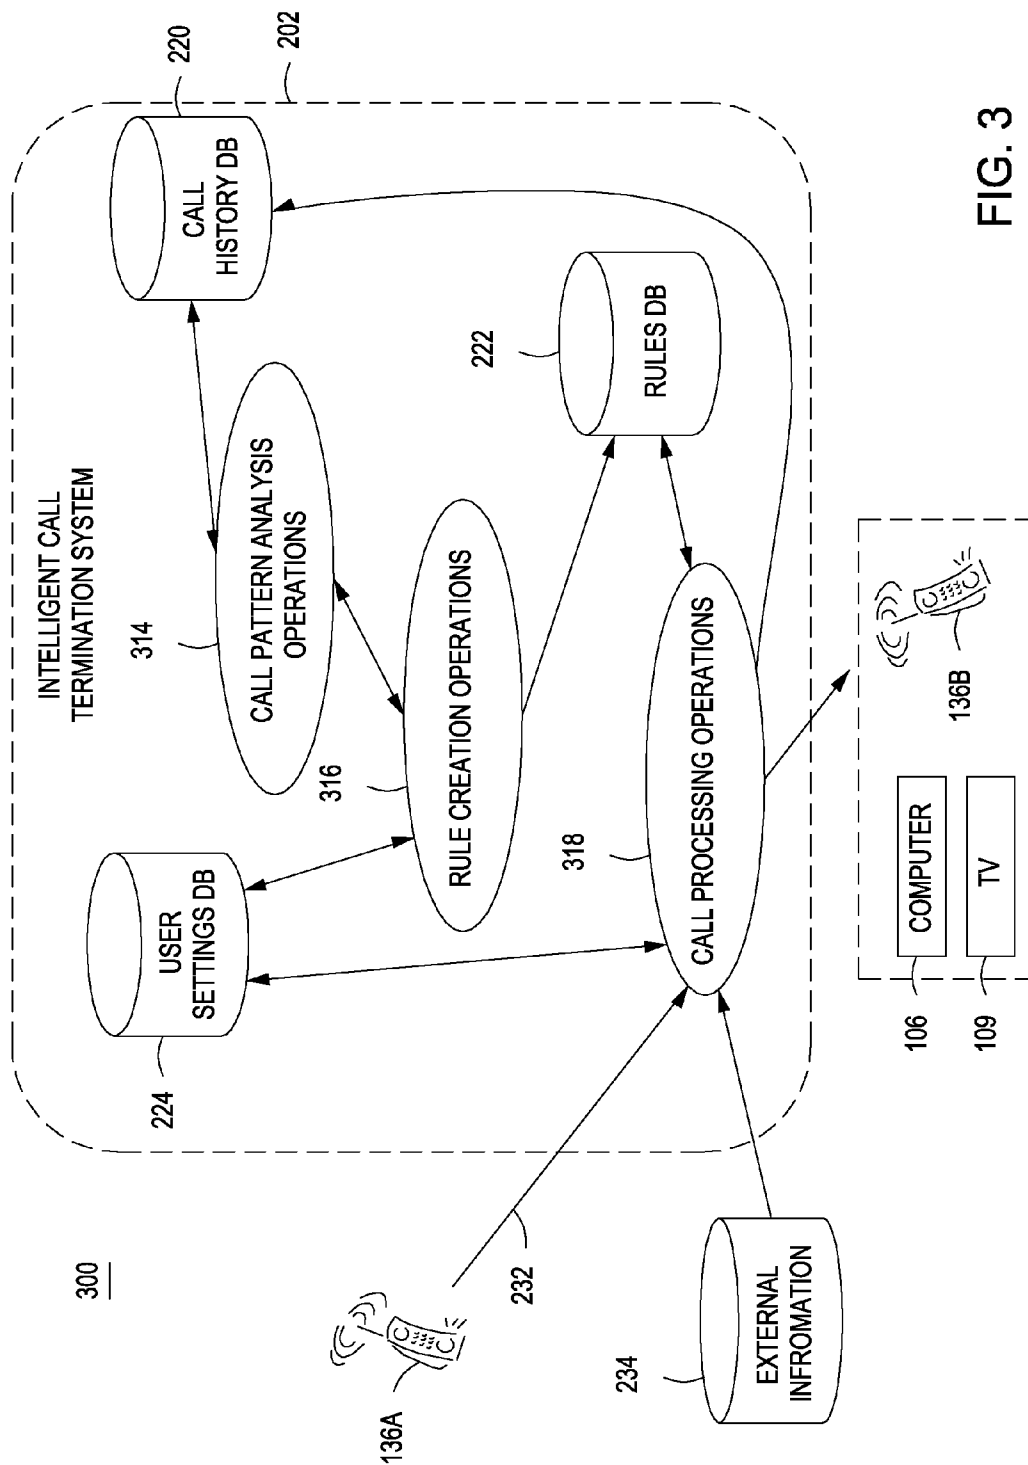 300
INTELLIGENT CALL
TERMINATION SYSTEM
202
220
CALL
HISTORY DB
314
CALL PATTERN ANALYSIS
OPERATIONS
224
USER
SETTINGS DB
316
RULE CREATION OPERATIONS
222
RULES DB
318
CALL PROCESSING OPERATIONS
136A
232
234
EXTERNAL
INFROMATION
106
COMPUTER
109
TV
136B
FIG. 3